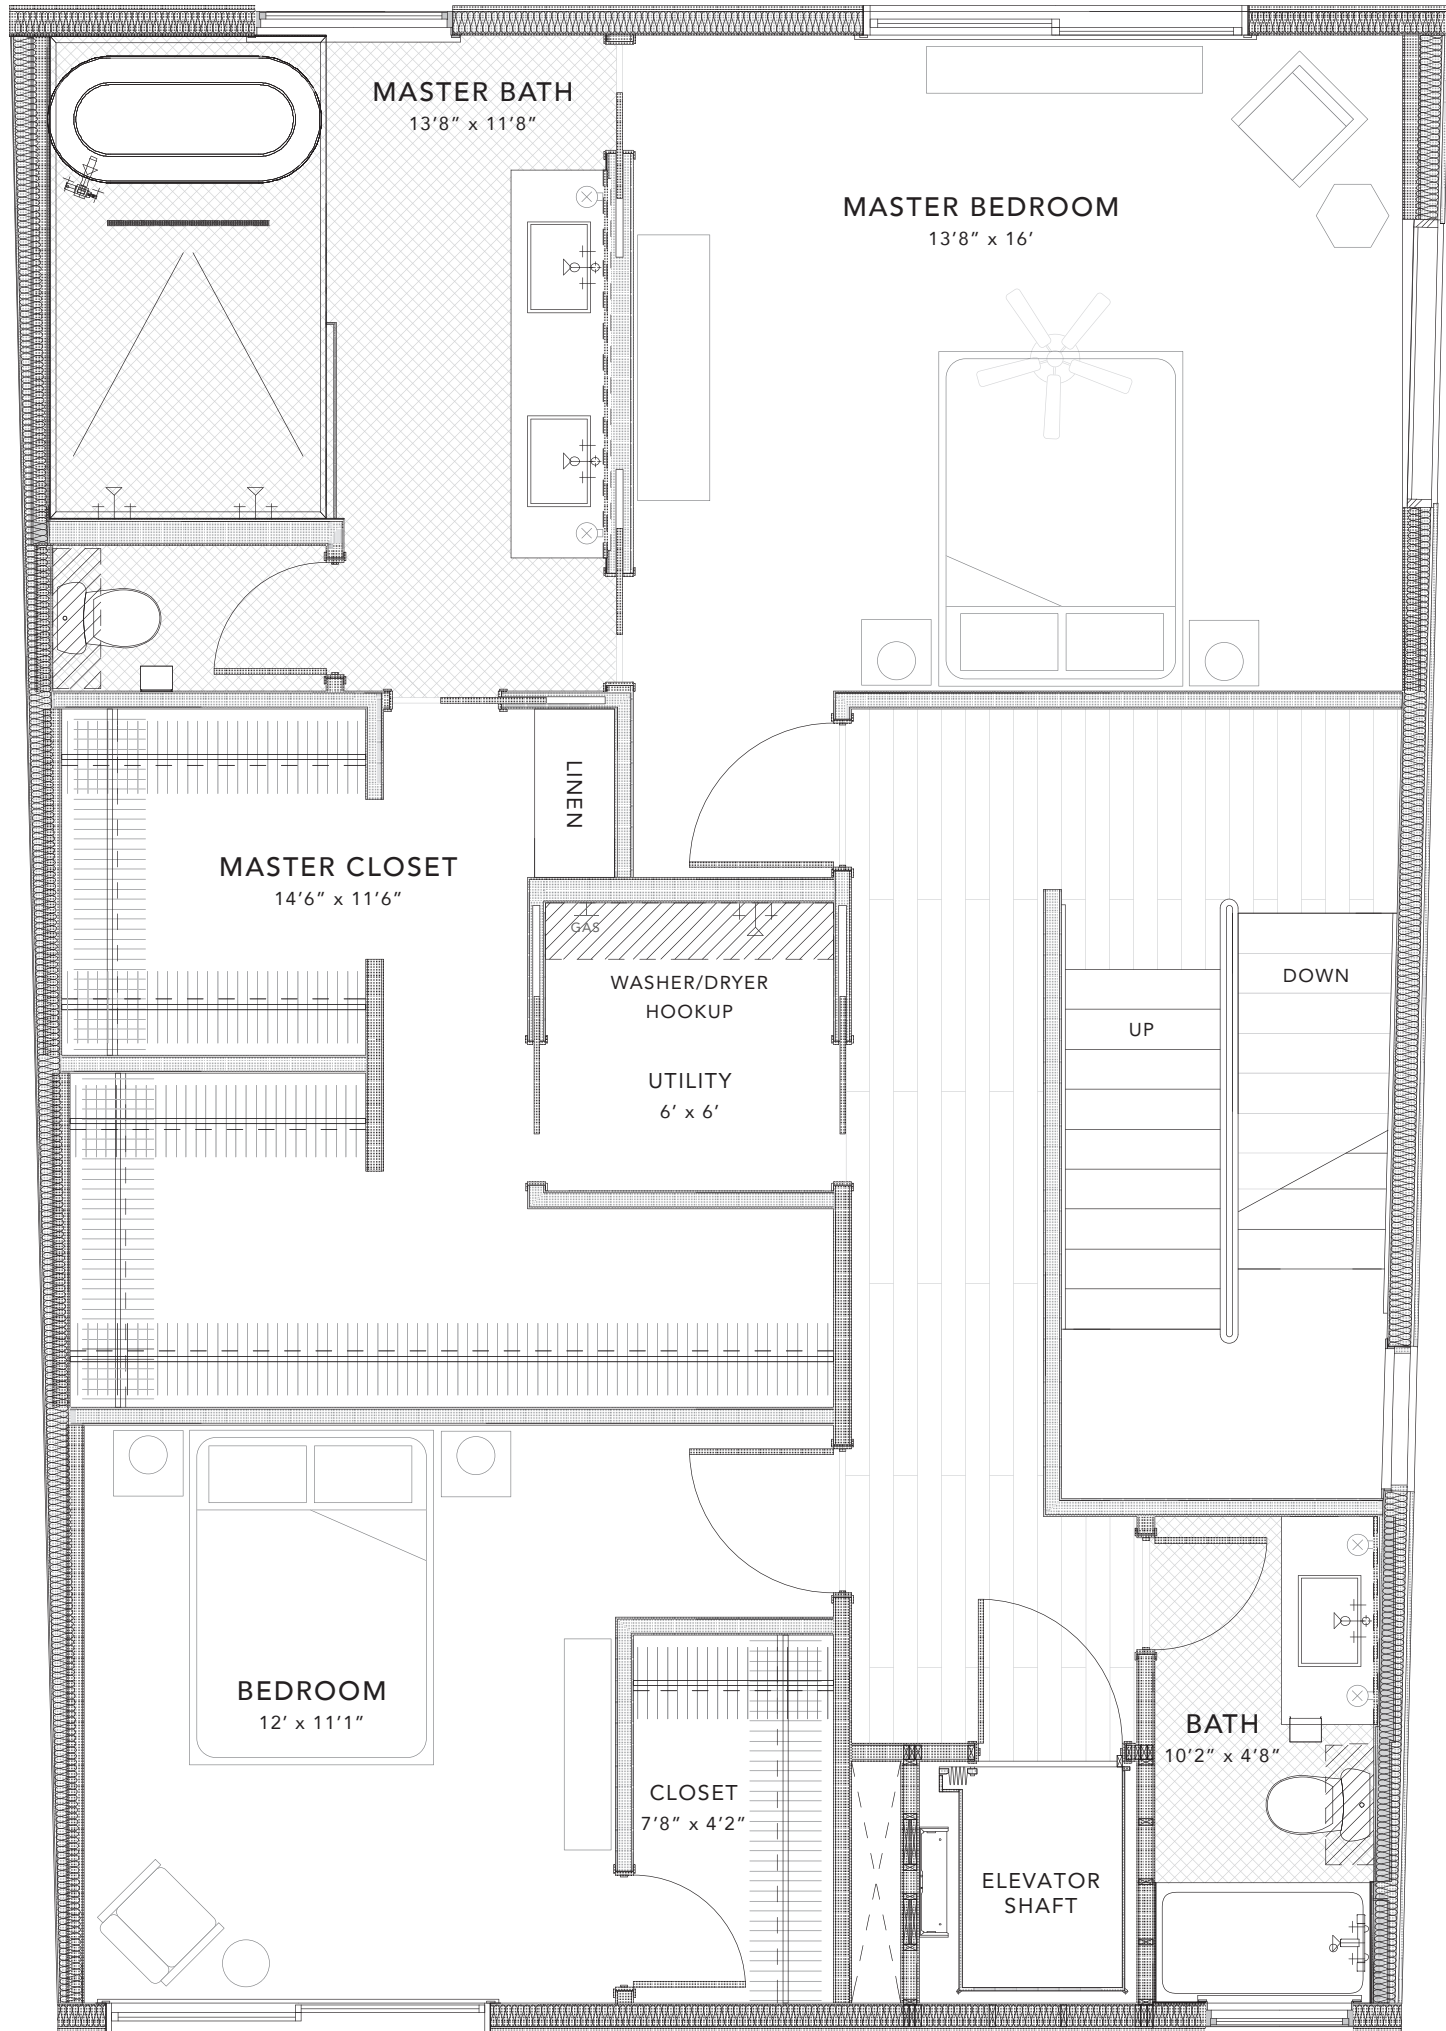 MASTER BATH
13’8” x 11’8”
MASTER BEDROOM
13’8” x 16’
LINEN
MASTER CLOSET
14’6” x 11’6”
GAS
WASHER/DRYER
HOOKUP
UTILITY
6’ x 6’
DOWN
UP
BEDROOM
12’ x 11’1”
CLOSET
7’8” x 4’2”
BATH
10’2” x 4’8”
ELEVATOR
SHAFT